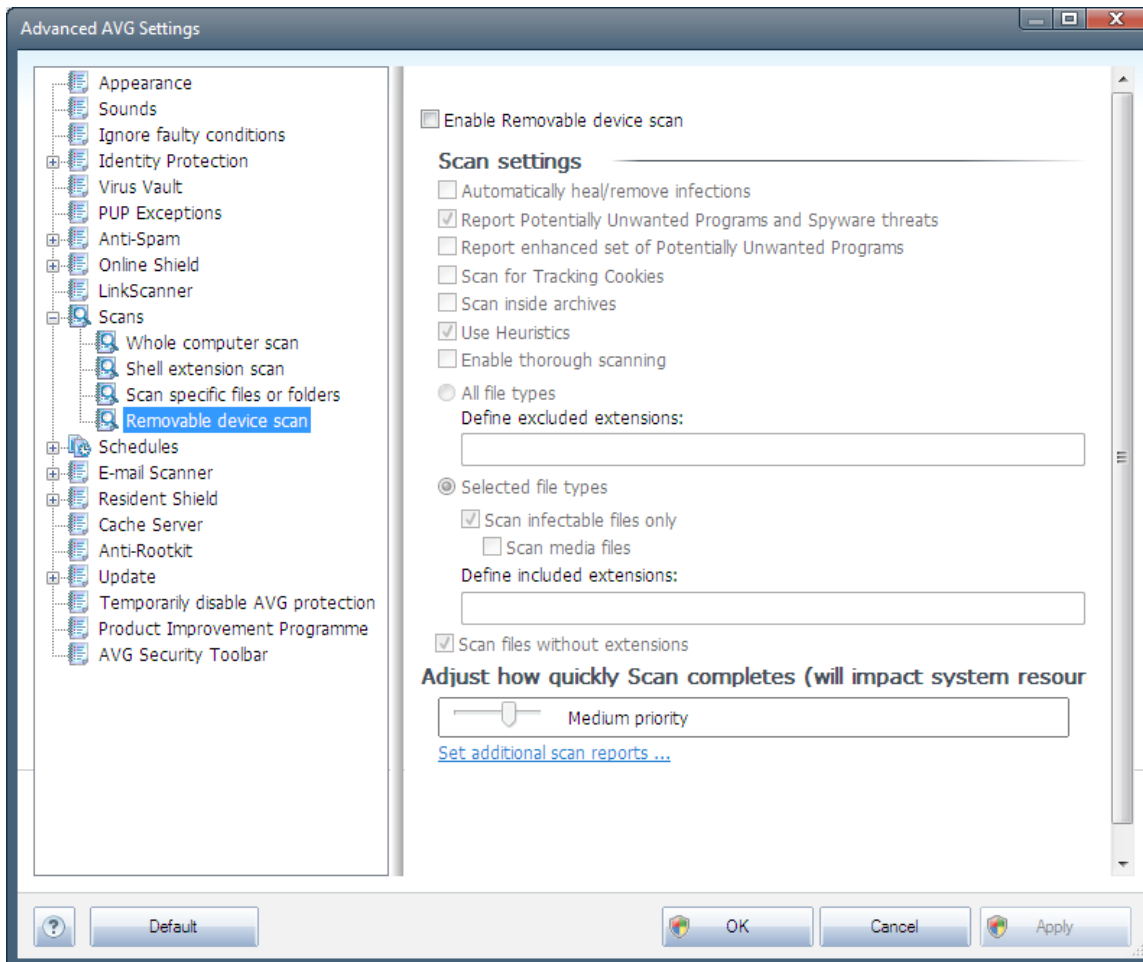 Advanced AVG Settings
Appearance
Sounds
Ignore faulty conditions
Identity Protection
Virus Vault
PUP Exceptions
Anti-Spam
Online Shield
LinkScanner
Scans
Whole computer scan
Shell extension scan
Scan specific files or folders
Removable device scan
Schedules
E-mail Scanner
Resident Shield
Cache Server
Anti-Rootkit
Update
Temporarily disable AVG protection
Product Improvement Programme
AVG Security Toolbar
Enable Removable device scan
Scan settings
Automatically heal/remove infections
Report Potentially Unwanted Programs and Spyware threats
Report enhanced set of Potentially Unwanted Programs
Scan for Tracking Cookies
Scan inside archives
Use Heuristics
Enable thorough scanning
All file types
Define excluded extensions:
Selected file types
Scan infectable files only
Scan media files
Define included extensions:
Scan files without extensions
Adjust how quickly Scan completes (will impact system resour
Medium priority
Set additional scan reports ...
?
Default
OK
Cancel
Apply